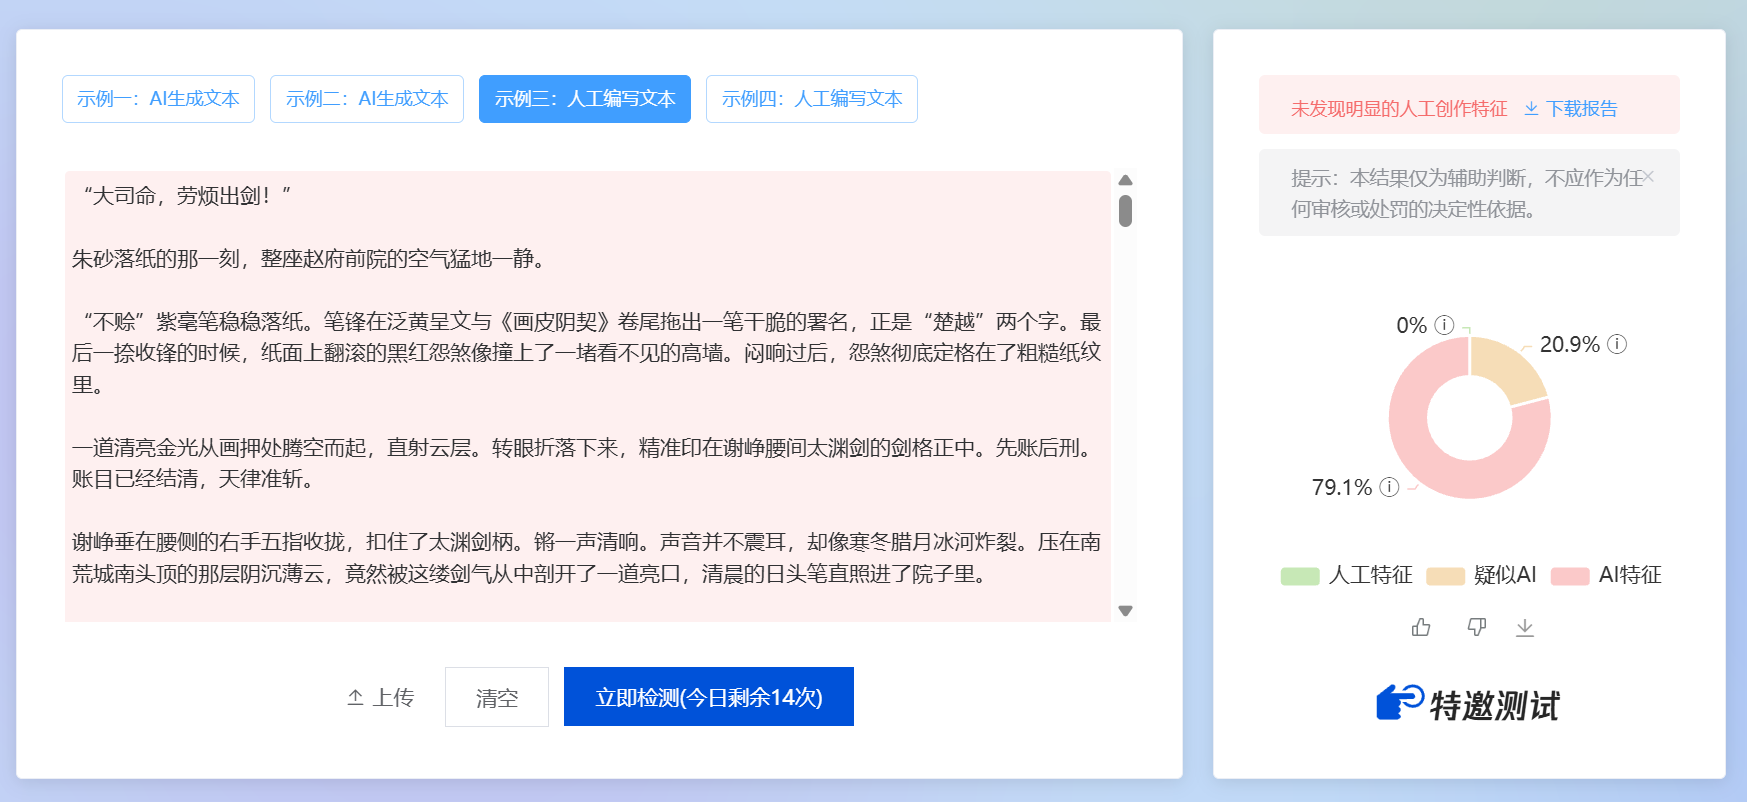 示例一：AI生成文本
示例二：AI生成文本
示例三：人工编写文本
示例四：人工编写文本
“大司命，劳烦出剑！”
朱砂落纸的那一刻，整座赵府前院的空气猛地一静。
“不赊”紫毫笔稳稳落纸。笔锋在泛黄呈文与《画皮阴契》卷尾拖出一笔干脆的署名，正是“楚越”两个字。最
后一捺收锋的时候，纸面上翻滚的黑红怨煞像撞上了一堵看不见的高墙。闷响过后，怨煞彻底定格在了粗糙纸纹
里。
一道清亮金光从画押处腾空而起，直射云层。转眼折落下来，精准印在谢峥腰间太渊剑的剑格正中。先账后刑。
账目已经结清，天律准斩。
谢峥垂在腰侧的右手五指收拢，扣住了太渊剑柄。锵一声清响。声音并不震耳，却像寒冬腊月冰河炸裂。压在南
荒城南头顶的那层阴沉薄云，竟然被这缕剑气从中剖开了一道亮口，清晨的日头笔直照进了院子里。
上传
清空
立即检测(今日剩余14次)
未发现明显的人工创作特征 下载报告
提示：本结果仅为辅助判断，不应作为任
何审核或处罚的决定性依据。
0%
20.9%
79.1%
人工特征 疑似AI AI特征
特邀测试